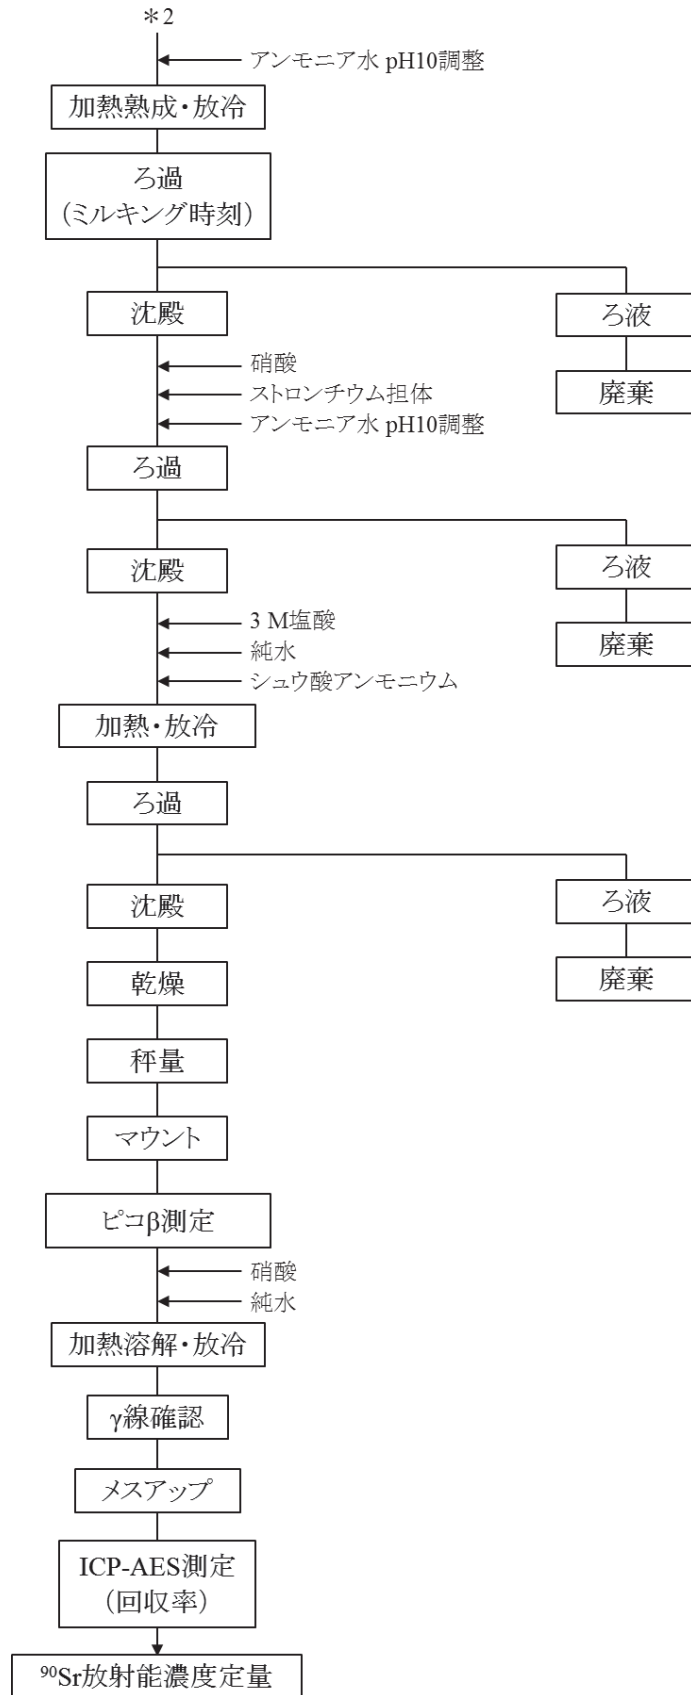 ＊2
アンモニア水 pH10調整
加熱熟成・放冷
ろ過
（ミルキング時刻）
沈殿
ろ液
廃棄
硝酸
ストロンチウム担体
アンモニア水 pH10調整
ろ過
沈殿
ろ液
廃棄
3 M塩酸
純水
シュウ酸アンモニウム
加熱・放冷
ろ過
沈殿
ろ液
廃棄
乾燥
秤量
マウント
ピコβ測定
硝酸
純水
加熱溶解・放冷
γ線確認
メスアップ
ICP-AES測定
（回収率）
⁹⁰Sr放射能濃度定量